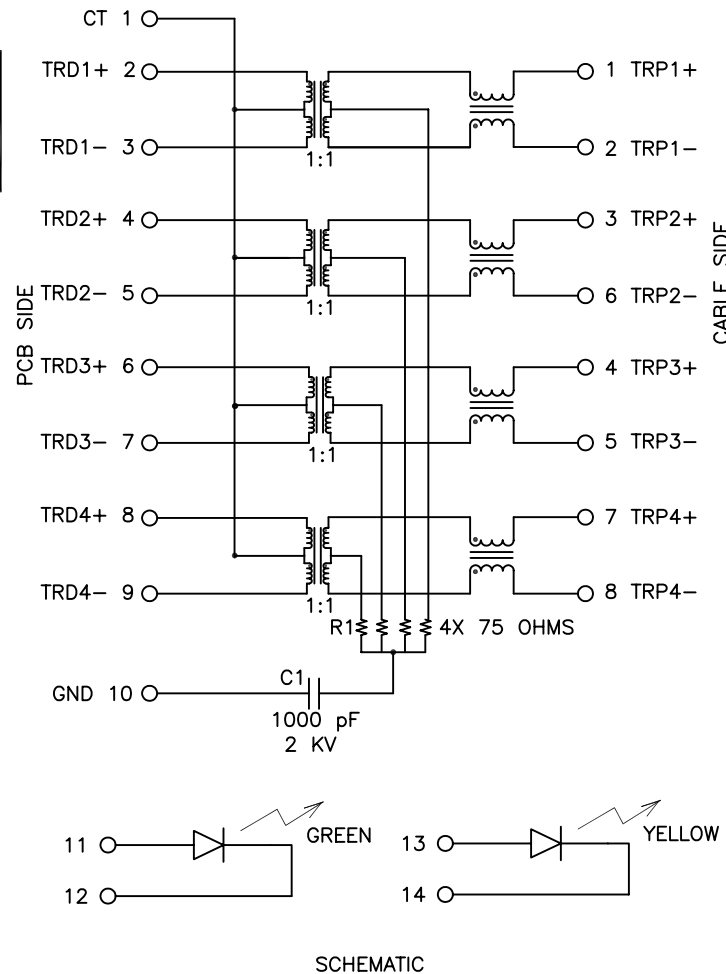 CT 1
TRD1+ 2
1 TRP1+
TRD1− 3
2 TRP1−
1:1
TRD2+ 4
3 TRP2+
TRD2− 5
6 TRP2−
1:1
PCB SIDE
CABLE SIDE
TRD3+ 6
4 TRP3+
TRD3− 7
5 TRP3−
1:1
TRD4+ 8
7 TRP4+
TRD4− 9
8 TRP4−
1:1
R1 4X 75 OHMS
GND 10
C1
1000 pF
2 KV
11
GREEN
12
13
YELLOW
14
SCHEMATIC